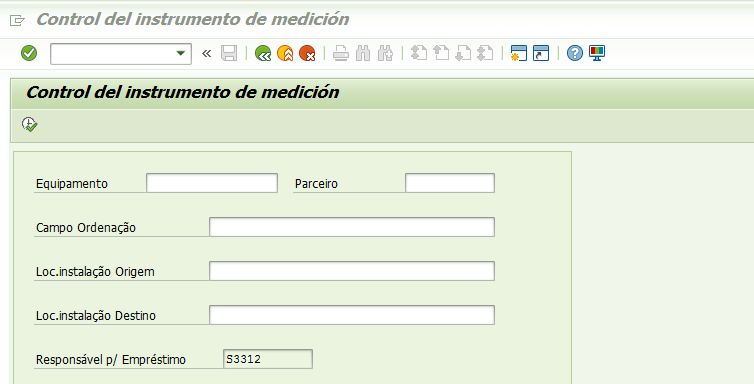 Control del instrumento de medición
Control del instrumento de medición
Equipamento Parceiro
Campo Ordenação
Loc.instalação Origem
Loc.instalação Destino
Responsável p/ Empréstimo S3312